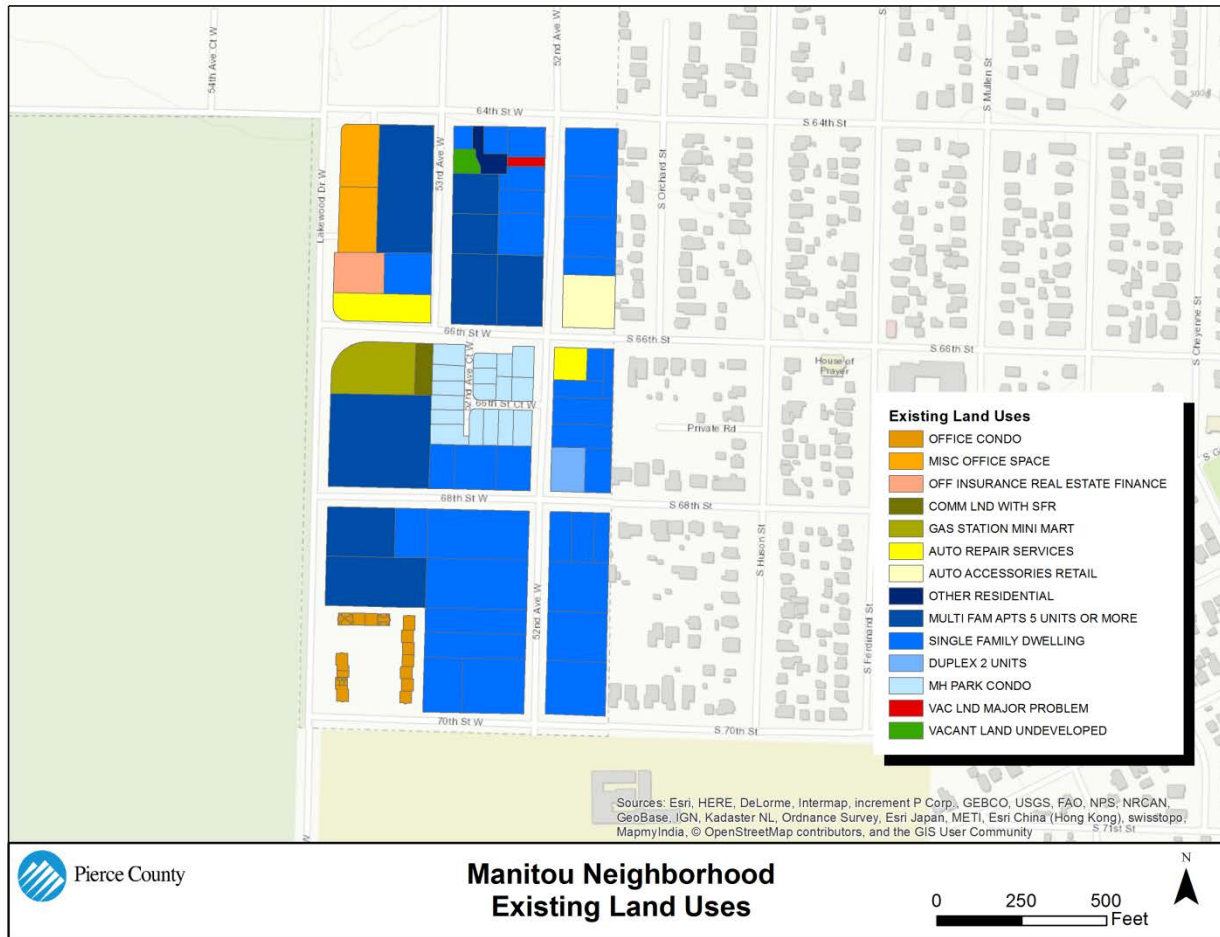 54th Ave Ct W
52nd Ave W
S Mullen St
64th St W
S 64th St
Lakewood Dr W
53rd Ave W
S Orchard St
66th St W
S 66th St
S Cheyenne St
52nd Ave Ct W
66th St Ct W
House of
Prayer
Private Rd
68th St W
S 68th St
S Huson St
52nd Ave W
S Ferdinand St
70th St W
S 70th St
S 71st St
Existing Land Uses
OFFICE CONDO
MISC OFFICE SPACE
OFF INSURANCE REAL ESTATE FINANCE
COMM LND WITH SFR
GAS STATION MINI MART
AUTO REPAIR SERVICES
AUTO ACCESSORIES RETAIL
OTHER RESIDENTIAL
MULTI FAM APTS 5 UNITS OR MORE
SINGLE FAMILY DWELLING
DUPLEX 2 UNITS
MH PARK CONDO
VAC LND MAJOR PROBLEM
VACANT LAND UNDEVELOPED
Sources: Esri, HERE, DeLorme, Intermap, increment P Corp., GEBCO, USGS, FAO, NPS, NRCAN,
GeoBase, IGN, Kadaster NL, Ordnance Survey, Esri Japan, METI, Esri China (Hong Kong), swisstopo,
MapmyIndia, © OpenStreetMap contributors, and the GIS User Community
Pierce County
Manitou Neighborhood
Existing Land Uses
N
0 250 500
Feet